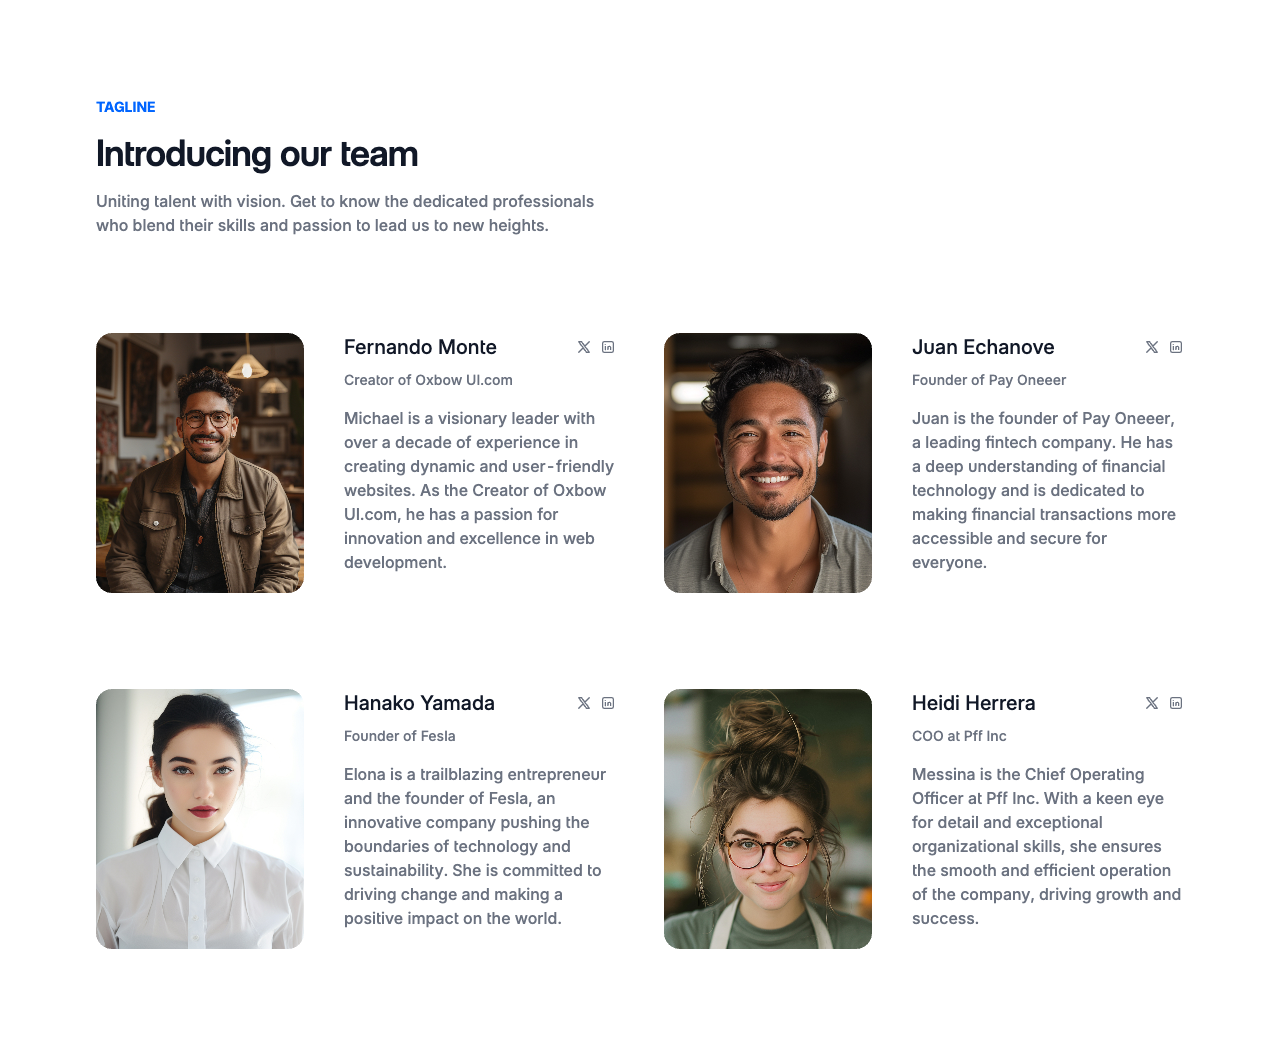 TAGLINE
Introducing our team
Uniting talent with vision. Get to know the dedicated professionals
who blend their skills and passion to lead us to new heights.
Fernando Monte
Creator of Oxbow UI.com
Michael is a visionary leader with
over a decade of experience in
creating dynamic and user-friendly
websites. As the Creator of Oxbow
UI.com, he has a passion for
innovation and excellence in web
development.
Juan Echanove
Founder of Pay Oneeer
Juan is the founder of Pay Oneeer,
a leading fintech company. He has
a deep understanding of financial
technology and is dedicated to
making financial transactions more
accessible and secure for
everyone.
Hanako Yamada
Founder of Fesla
Elona is a trailblazing entrepreneur
and the founder of Fesla, an
innovative company pushing the
boundaries of technology and
sustainability. She is committed to
driving change and making a
positive impact on the world.
Heidi Herrera
COO at Pff Inc
Messina is the Chief Operating
Officer at Pff Inc. With a keen eye
for detail and exceptional
organizational skills, she ensures
the smooth and efficient operation
of the company, driving growth and
success.